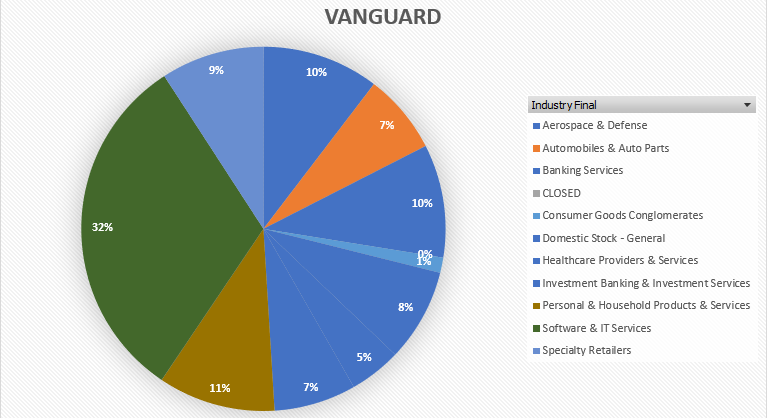 VANGUARD
9%
10%
7%
10%
0%
1%
8%
5%
7%
11%
32%
Industry Final
Aerospace & Defense
Automobiles & Auto Parts
Banking Services
CLOSED
Consumer Goods Conglomerates
Domestic Stock - General
Healthcare Providers & Services
Investment Banking & Investment Services
Personal & Household Products & Services
Software & IT Services
Specialty Retailers